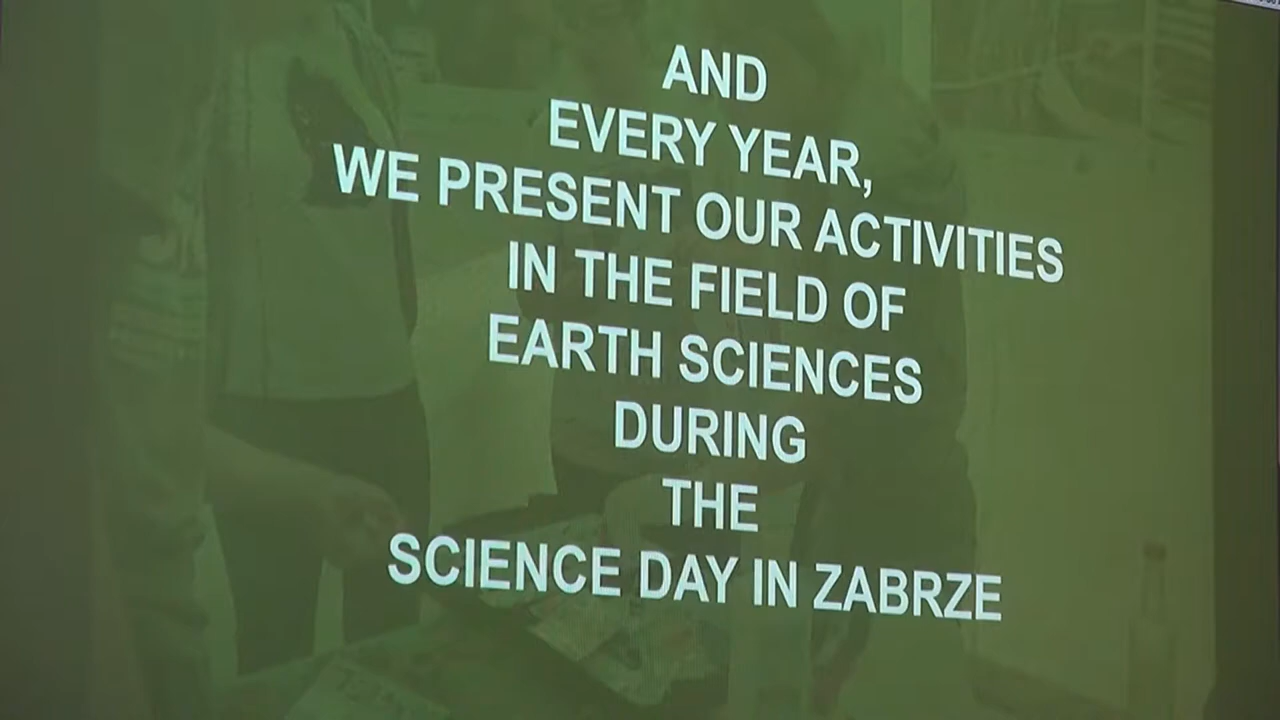 AND
EVERY YEAR,
WE PRESENT OUR ACTIVITIES
IN THE FIELD OF
EARTH SCIENCES
DURING
THE
SCIENCE DAY IN ZABRZE